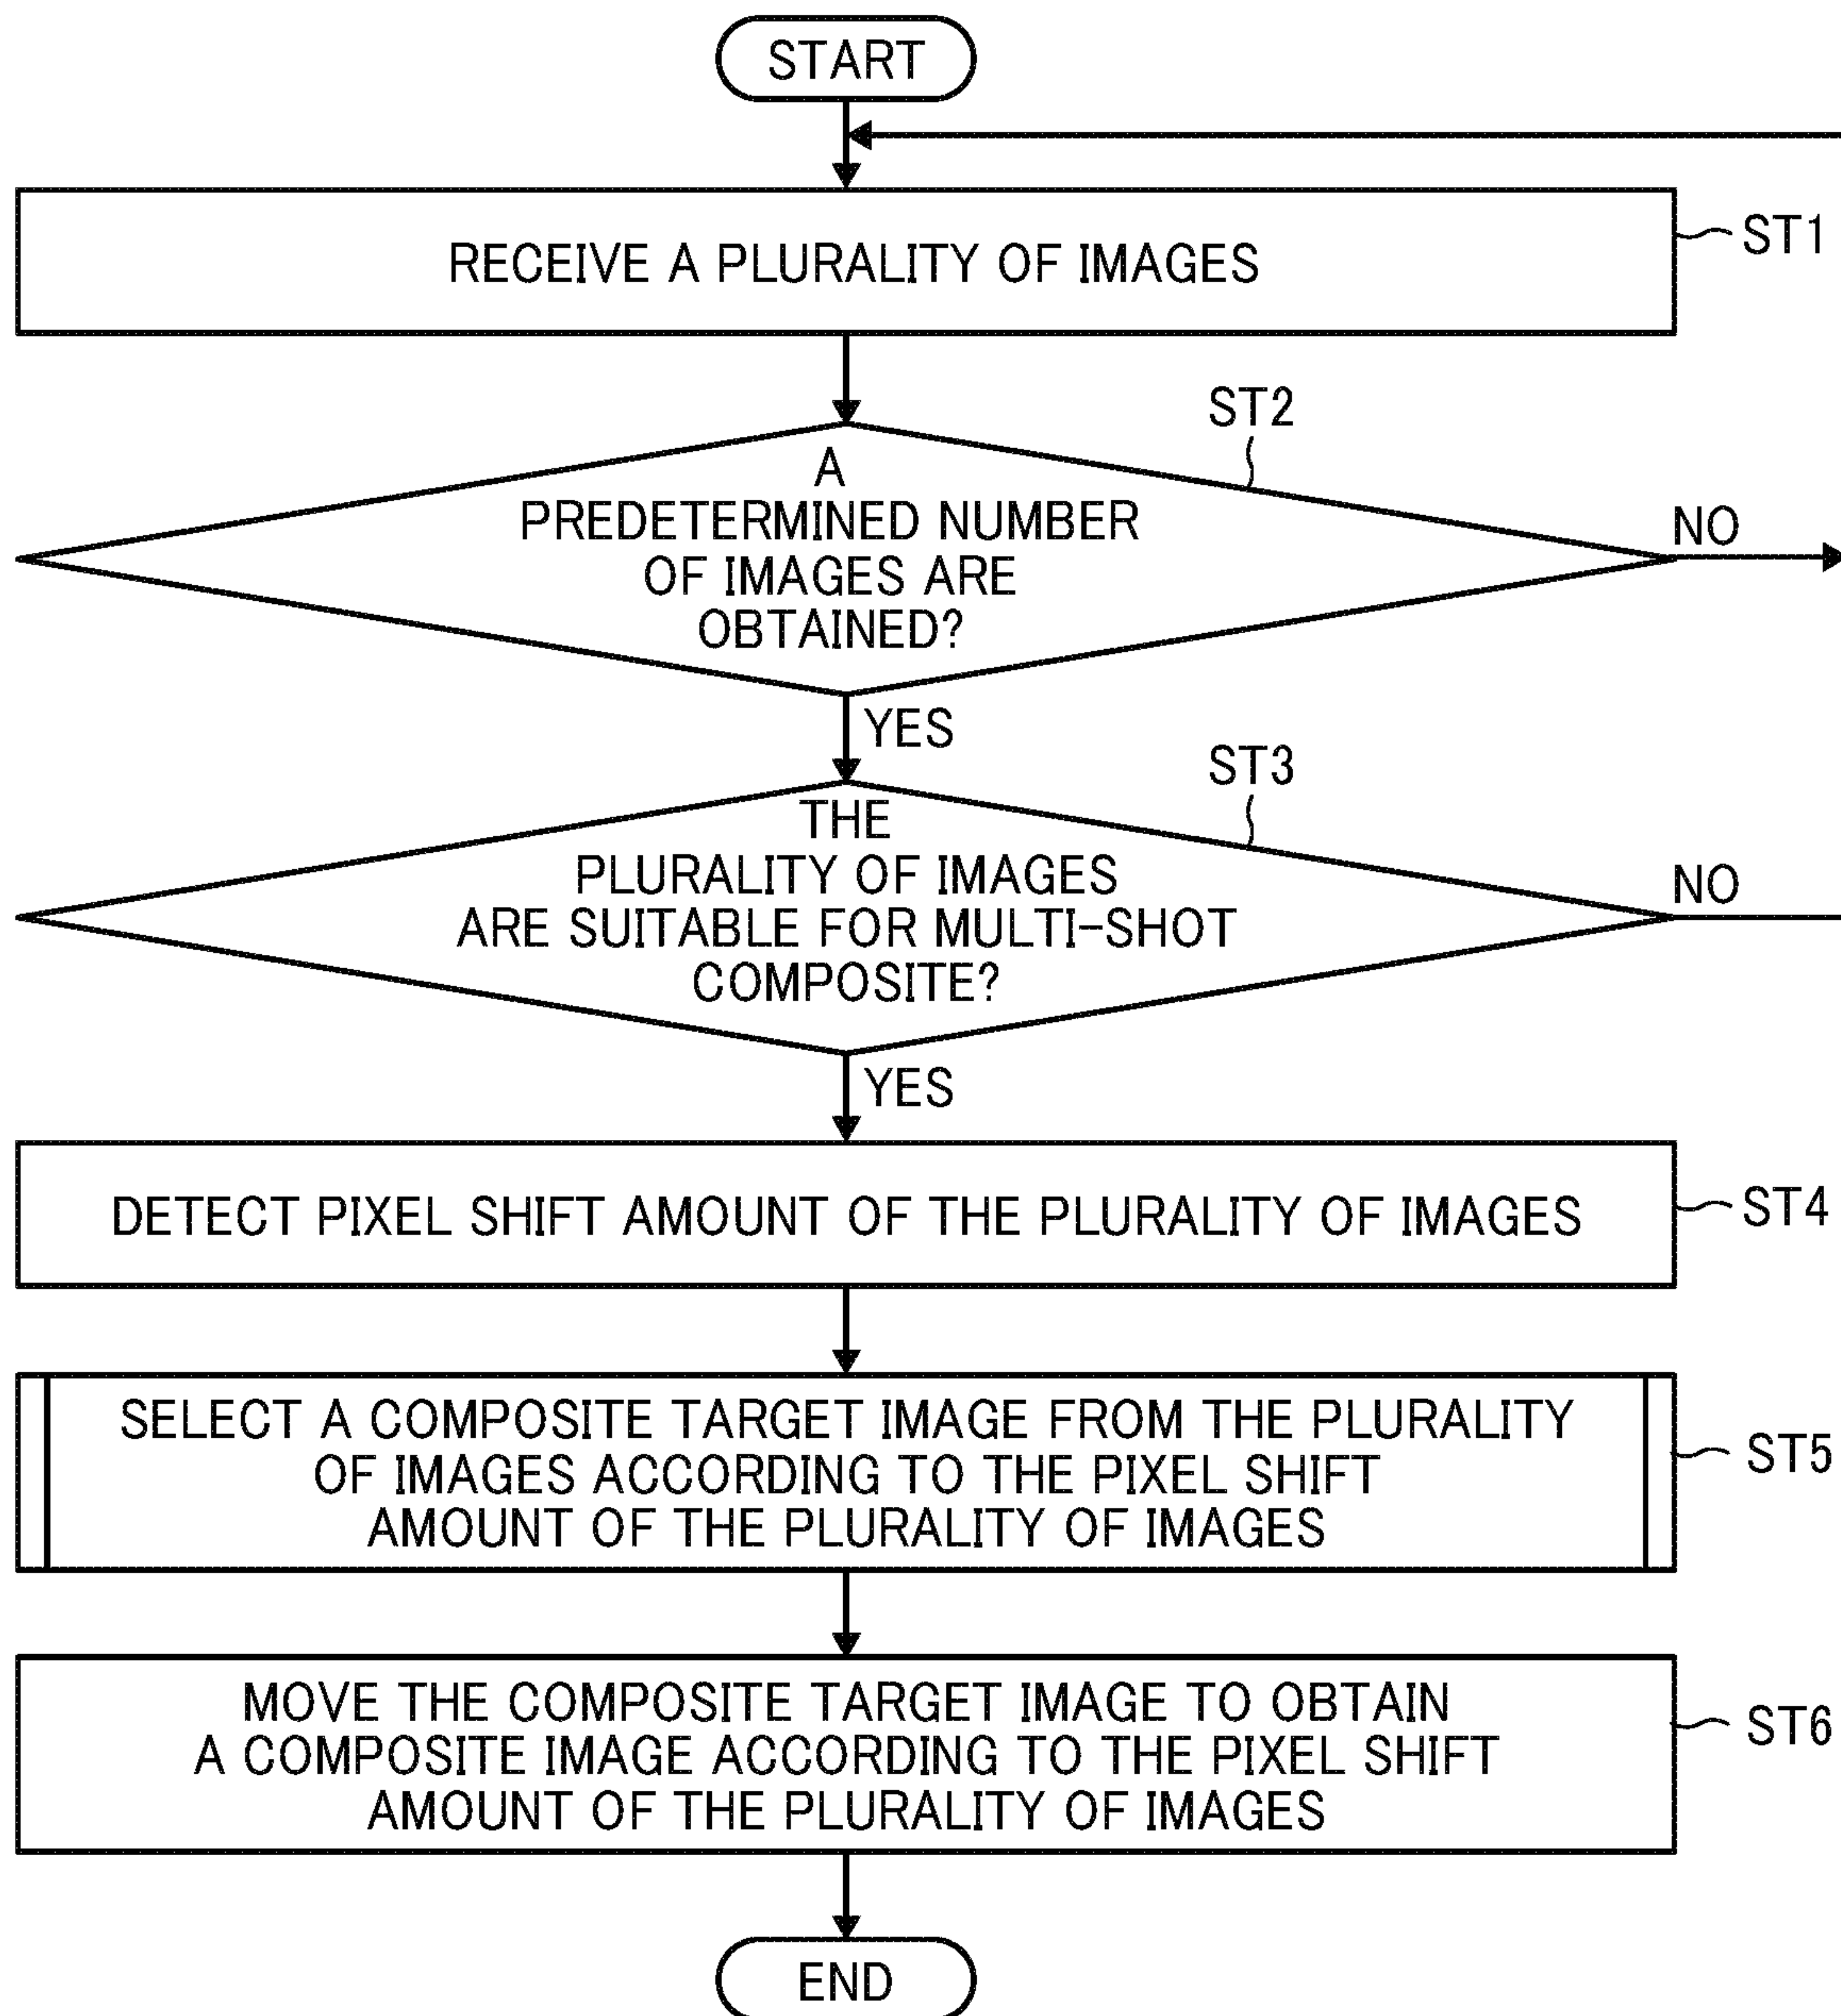 START
RECEIVE A PLURALITY OF IMAGES
ST1
ST2
A
PREDETERMINED NUMBER
OF IMAGES ARE
OBTAINED?
NO
YES
ST3
THE
PLURALITY OF IMAGES
ARE SUITABLE FOR MULTI-SHOT
COMPOSITE?
NO
YES
DETECT PIXEL SHIFT AMOUNT OF THE PLURALITY OF IMAGES
ST4
SELECT A COMPOSITE TARGET IMAGE FROM THE PLURALITY
OF IMAGES ACCORDING TO THE PIXEL SHIFT
AMOUNT OF THE PLURALITY OF IMAGES
ST5
MOVE THE COMPOSITE TARGET IMAGE TO OBTAIN
A COMPOSITE IMAGE ACCORDING TO THE PIXEL SHIFT
AMOUNT OF THE PLURALITY OF IMAGES
ST6
END